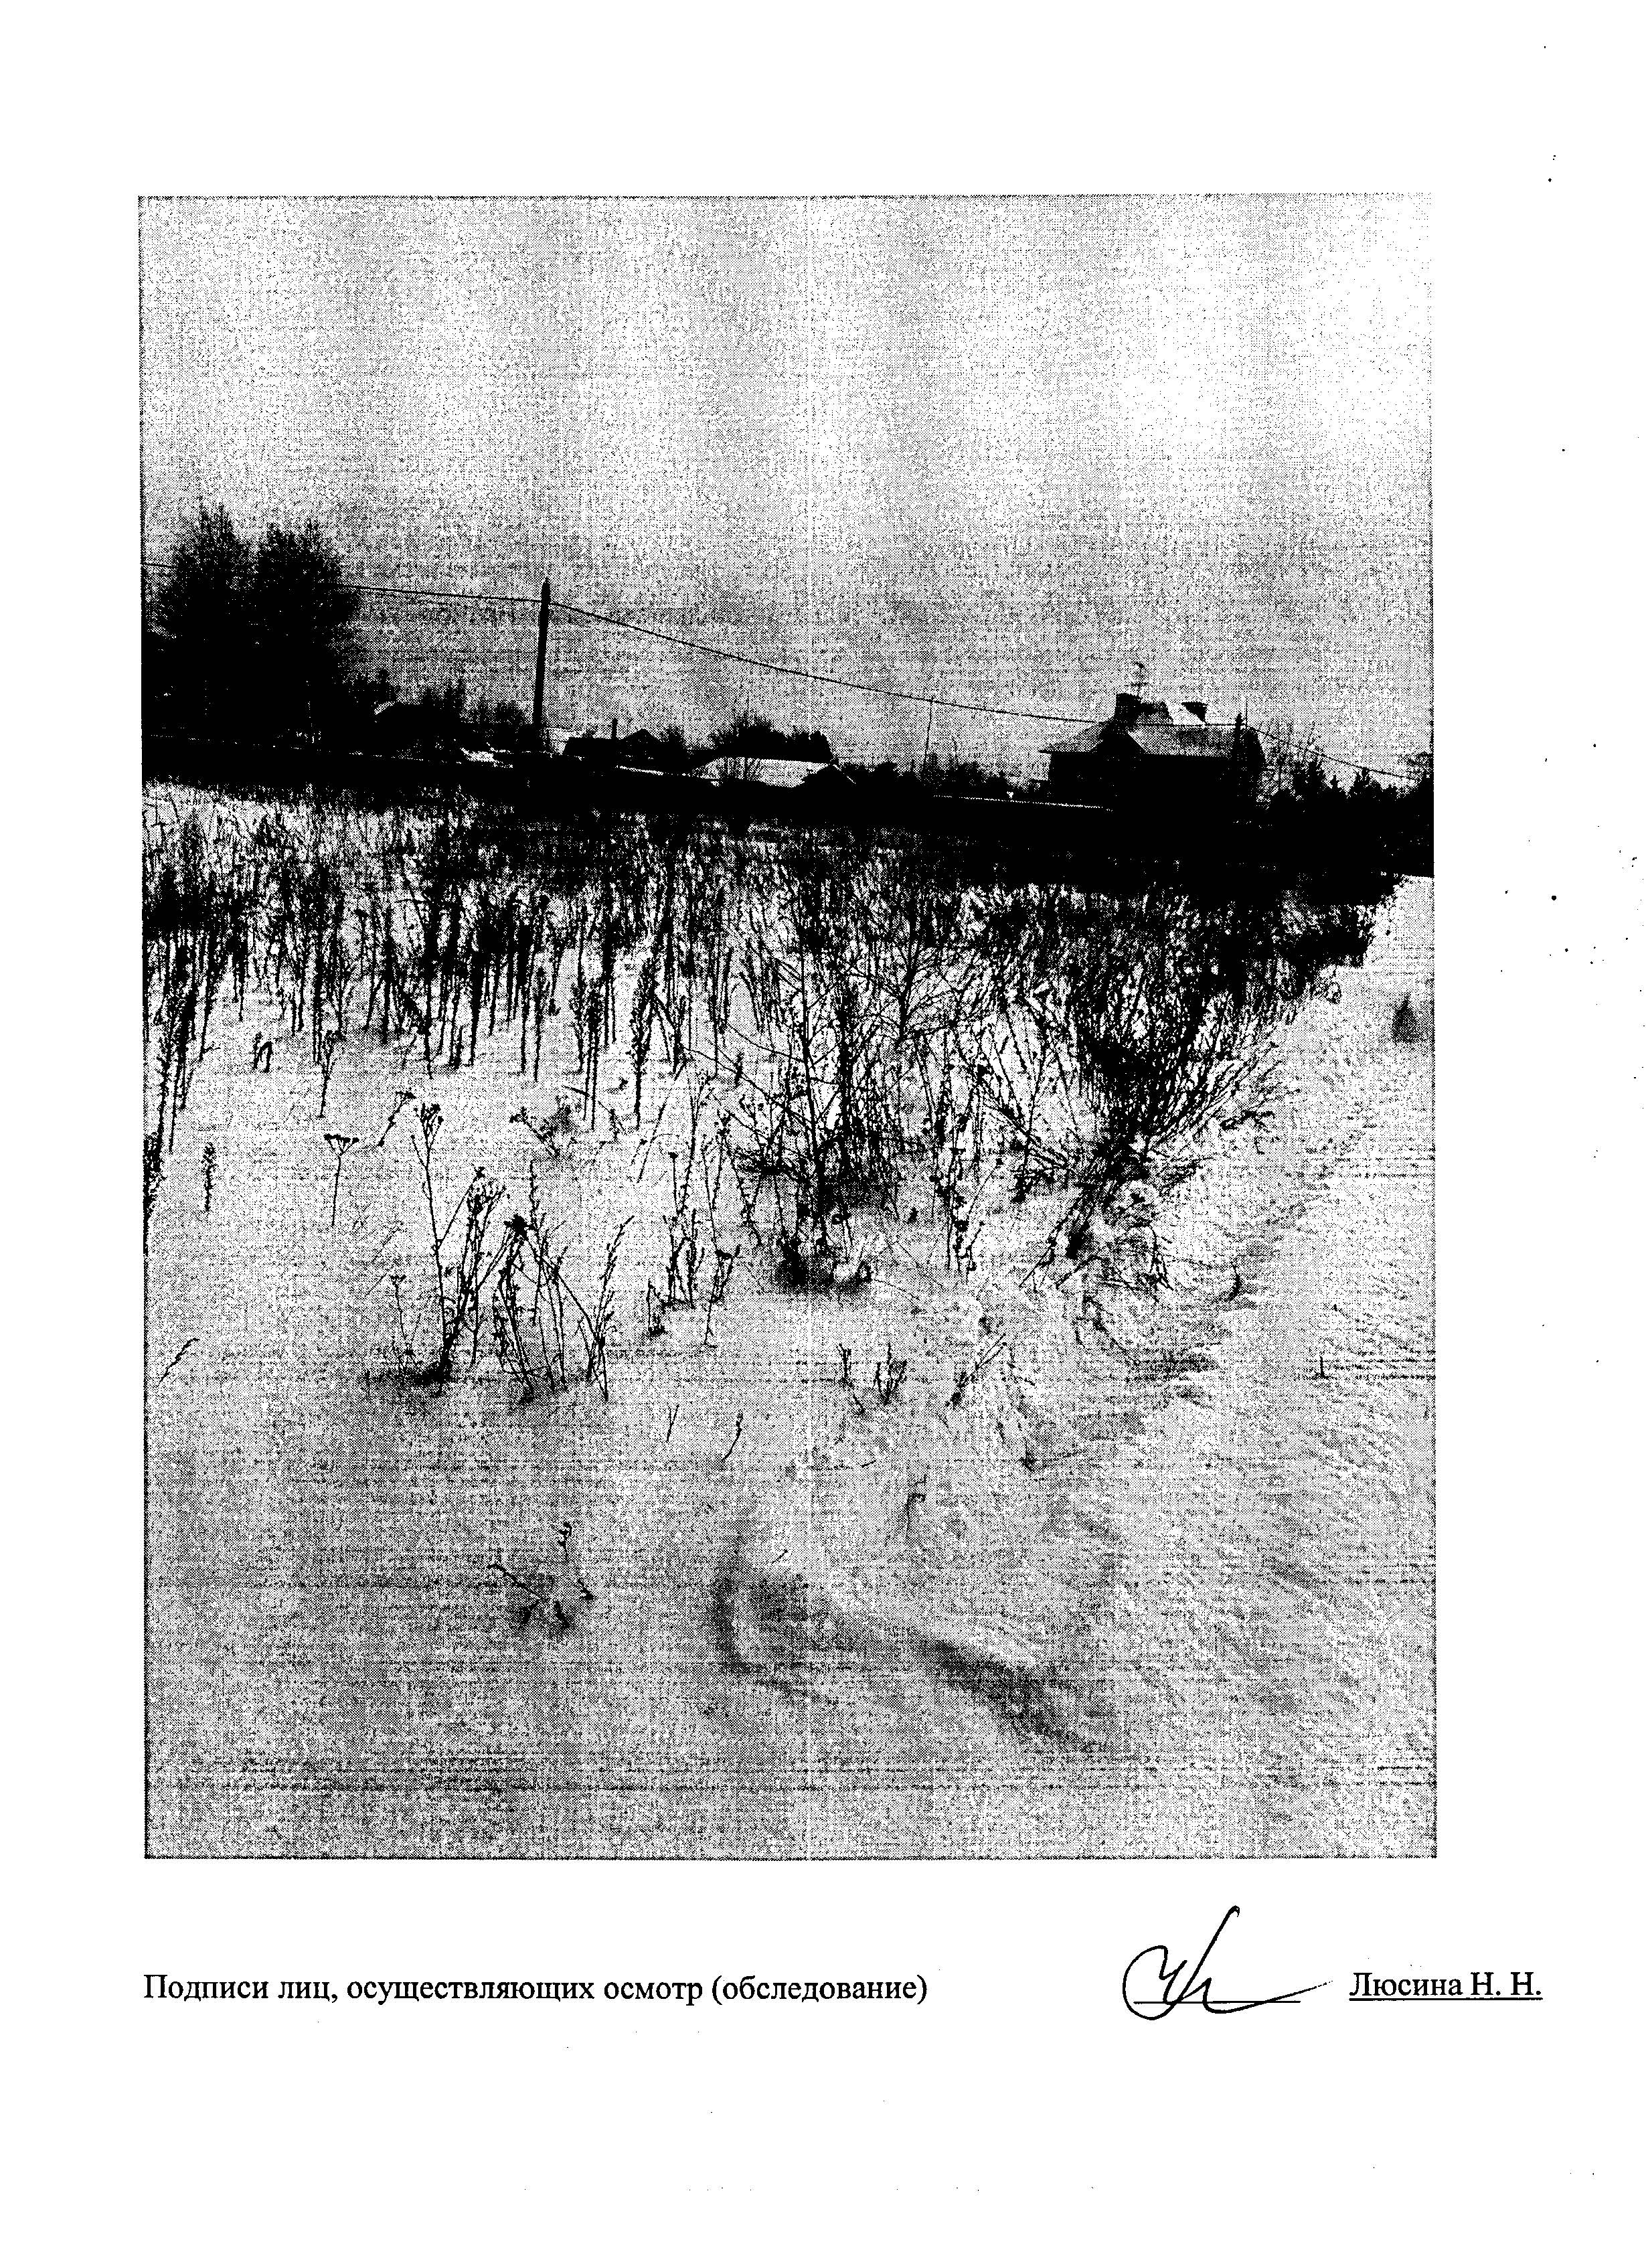 Подписи лиц, осуществляющих осмотр (обследование) Люсина Н. Н.